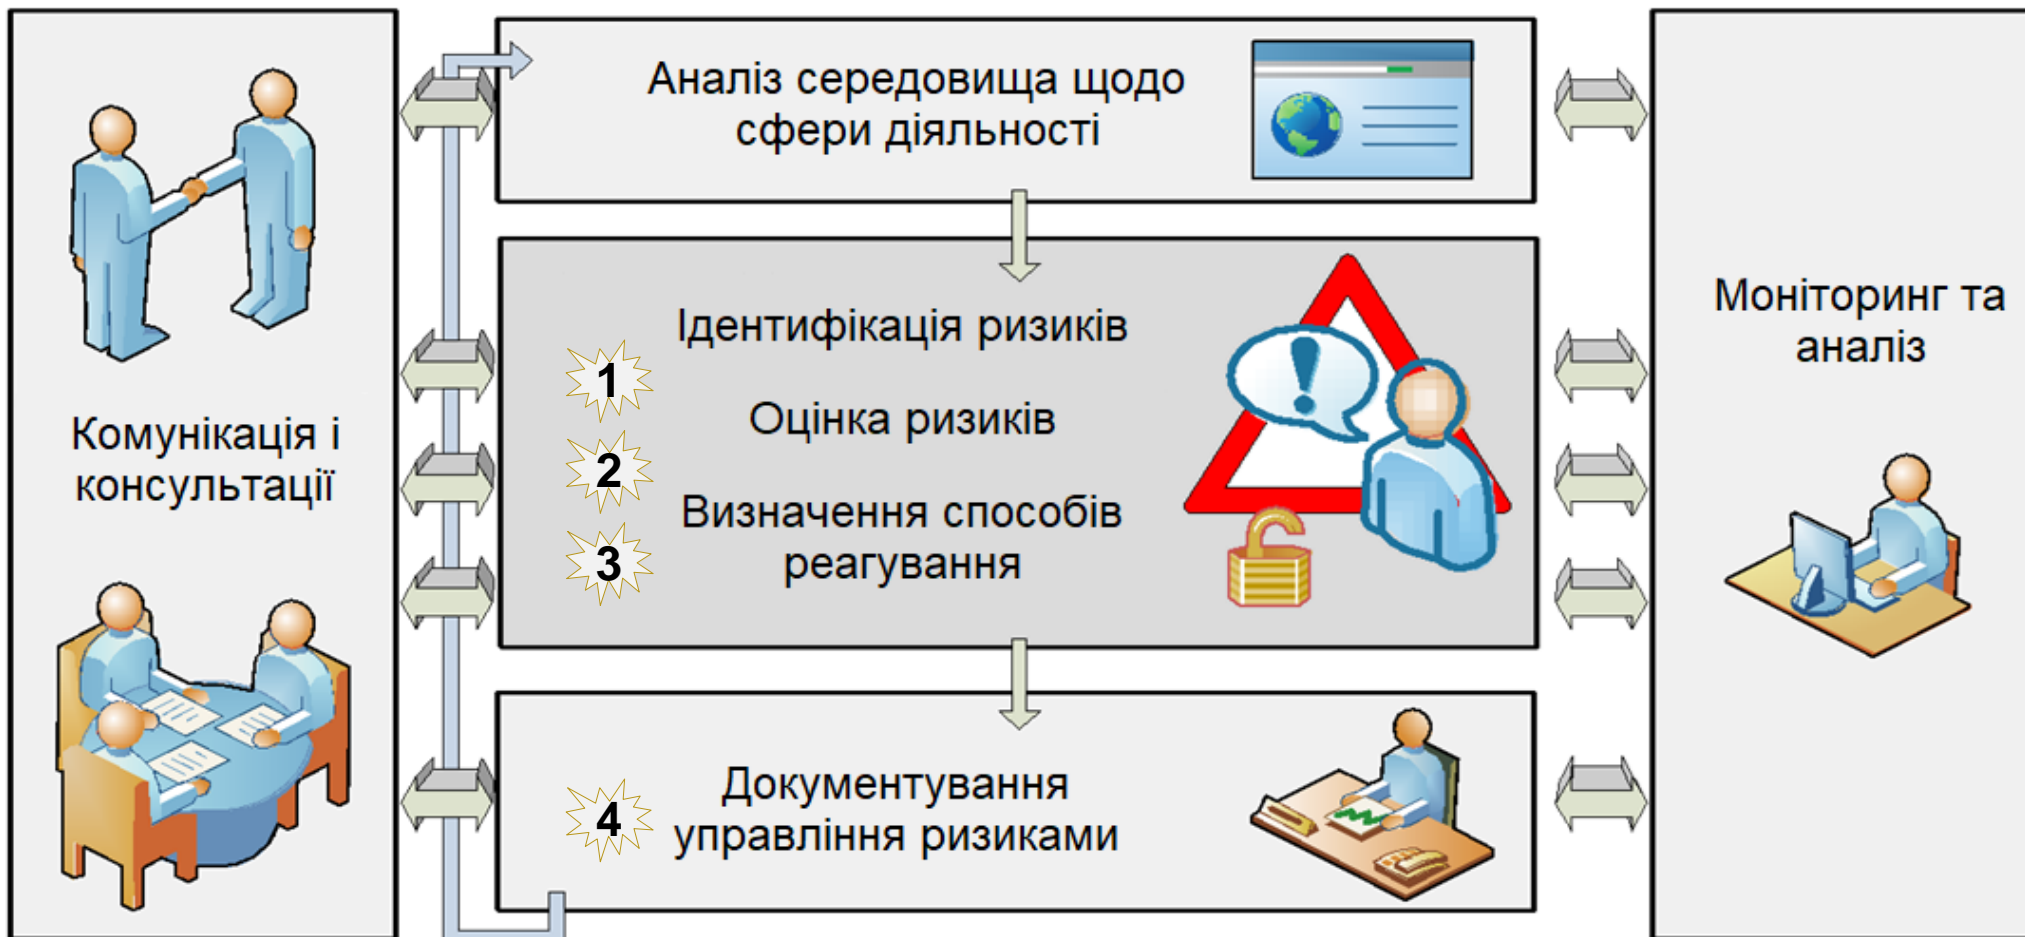 Комунікація і
консультації
Аналіз середовища щодо
сфери діяльності
Ідентифікація ризиків
1
Оцінка ризиків
2
Визначення способів
реагування
3
Документування
управління ризиками
4
Моніторинг та
аналіз